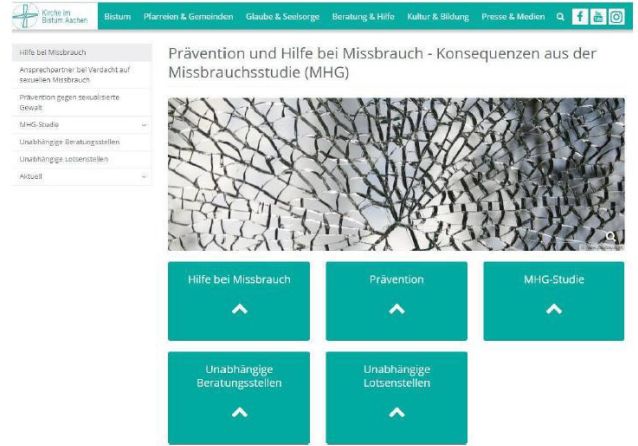 Kirche im
Bistum Aachen
Bistum Pfarreien & Gemeinden Glaube & Seelsorge Beratung & Hilfe Kultur & Bildung Presse & Medien
Hilfe bei Missbrauch
Ansprechpartner bei Verdacht auf
sexuellen Missbrauch
Prävention gegen sexualisierte
Gewalt
MHG-Studie
Unabhängige Beratungsstellen
Unabhängige Lotsenstellen
Aktuell
Prävention und Hilfe bei Missbrauch - Konsequenzen aus der
Missbrauchsstudie (MHG)
Hilfe bei Missbrauch
Prävention
MHG-Studie
Unabhängige
Beratungsstellen
Unabhängige
Lotsenstellen